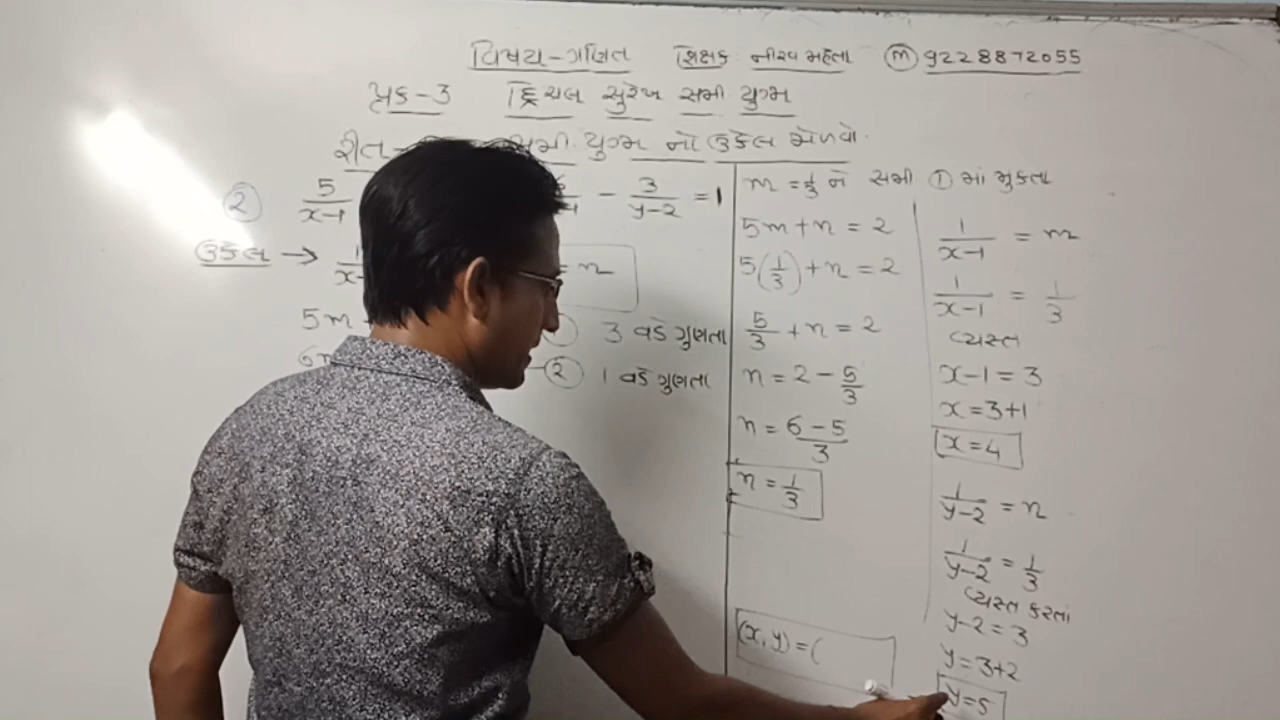 વિષય-ગણિત શિક્ષક નીરવ મહેતા (m) 9228872055
પ્રક-૩ દ્વિચલ સુરેખ સમી યુગ્મ
રીત- સમી. યુગ્મ નો ઉકેલ મેળવો.
(2) 5/(x-1) - 3/(y-2) = 1
ઉકેલ → = n
5m 3 વડે ગુણતા
6m (2) 1 વડે ગુણતા
m = 1/3 ને સમી (1) માં મુકતા
5m + n = 2
5(1/3) + n = 2
5/3 + n = 2
n = 2 - 5/3
n = (6-5)/3
n = 1/3
(x, y) = (
1/(x-1) = m
1/(x-1) = 1/3
વ્યસ્ત
x-1 = 3
x = 3+1
x = 4
1/(y-2) = n
1/(y-2) = 1/3
વ્યસ્ત કરતાં
y-2 = 3
y = 3+2
y = 5